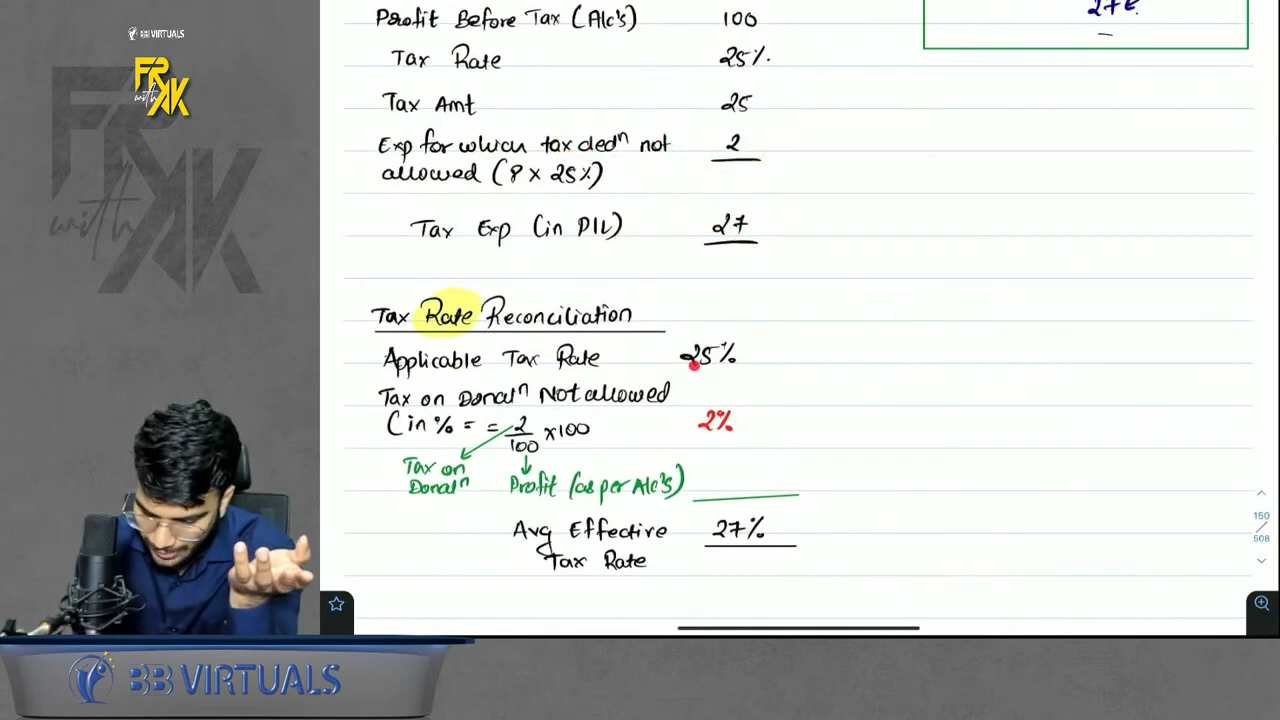 27
Profit Before Tax (A/c's) 100
BB VIRTUALS
Tax Rate 25%
FR with AK
Tax Amt 25
Exp for which tax dedⁿ not 2
allowed (8 x 25%)
Tax Exp (in P/L) 27
Tax Rate Reconciliation
Applicable Tax Rate 25%
Tax on Donatⁿ Not allowed
(in % = = 2/100 x100 2%
Tax on Donatⁿ
Profit (as per A/c's)
Avg Effective 27%
Tax Rate
150
508
BB VIRTUALS